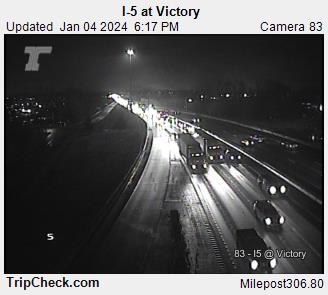 I-5 at Victory
Updated Jan 04 2024 6:17 PM Camera 83
T
S
83 - I5 @ Victory
TripCheck.com Milepost306.80